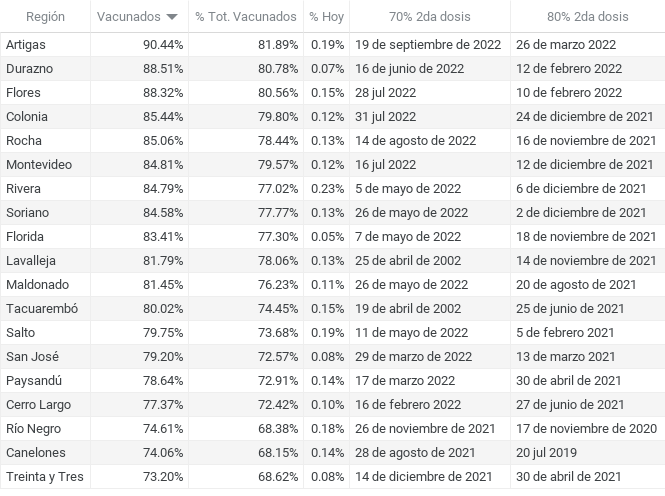 Región Vacunados % Tot. Vacunados % Hoy 70% 2da dosis 80% 2da dosis
Artigas 90.44% 81.89% 0.19% 19 de septiembre de 2022 26 de marzo 2022
Durazno 88.51% 80.78% 0.07% 16 de junio de 2022 12 de febrero 2022
Flores 88.32% 80.56% 0.15% 28 jul 2022 10 de febrero 2022
Colonia 85.44% 79.80% 0.12% 31 jul 2022 24 de diciembre de 2021
Rocha 85.06% 78.44% 0.13% 14 de agosto de 2022 16 de noviembre de 2021
Montevideo 84.81% 79.57% 0.12% 16 jul 2022 12 de diciembre de 2021
Rivera 84.79% 77.02% 0.23% 5 de mayo de 2022 6 de diciembre de 2021
Soriano 84.58% 77.77% 0.13% 26 de mayo de 2022 2 de diciembre de 2021
Florida 83.41% 77.30% 0.05% 7 de mayo de 2022 18 de noviembre de 2021
Lavalleja 81.79% 78.06% 0.13% 25 de abril de 2002 14 de noviembre de 2021
Maldonado 81.45% 76.23% 0.11% 26 de mayo de 2022 20 de agosto de 2021
Tacuarembó 80.02% 74.45% 0.15% 19 de abril de 2002 25 de junio de 2021
Salto 79.75% 73.68% 0.19% 11 de mayo de 2022 5 de febrero 2021
San José 79.20% 72.57% 0.08% 29 de marzo de 2022 13 de marzo 2021
Paysandú 78.64% 72.91% 0.14% 17 de marzo 2022 30 de abril de 2021
Cerro Largo 77.37% 72.42% 0.10% 16 de febrero 2022 27 de junio de 2021
Río Negro 74.61% 68.38% 0.18% 26 de noviembre de 2021 17 de noviembre de 2020
Canelones 74.06% 68.15% 0.14% 28 de agosto de 2021 20 jul 2019
Treinta y Tres 73.20% 68.62% 0.08% 14 de diciembre de 2021 30 de abril de 2021